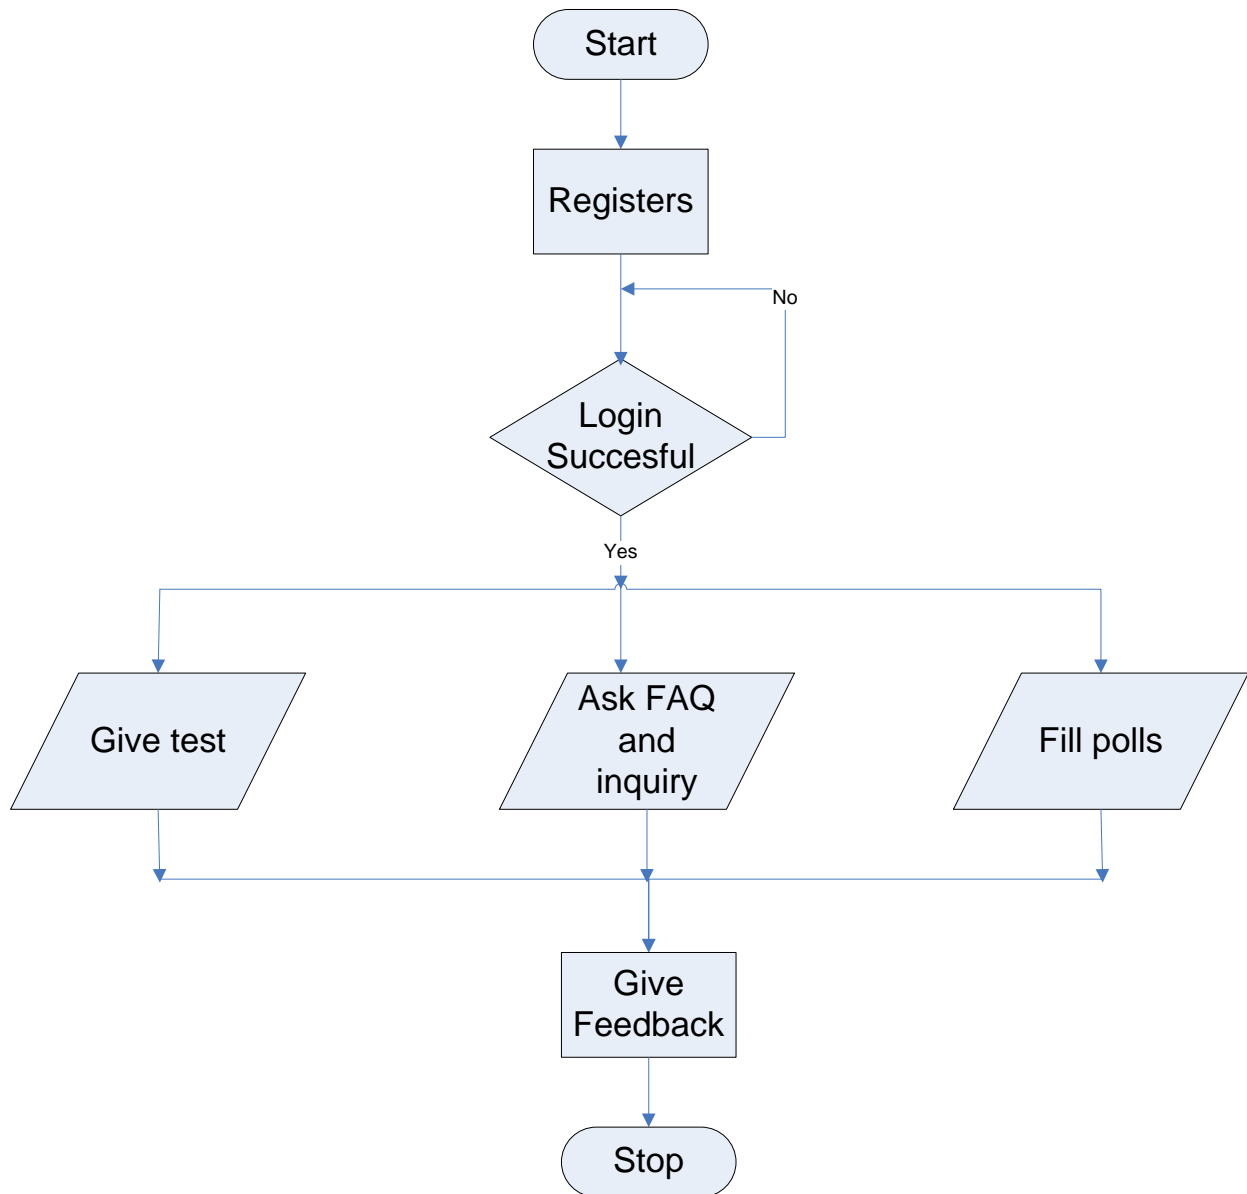 Start
Registers
No
Login
Succesful
Yes
Give test
Ask FAQ
and
inquiry
Fill polls
Give
Feedback
Stop